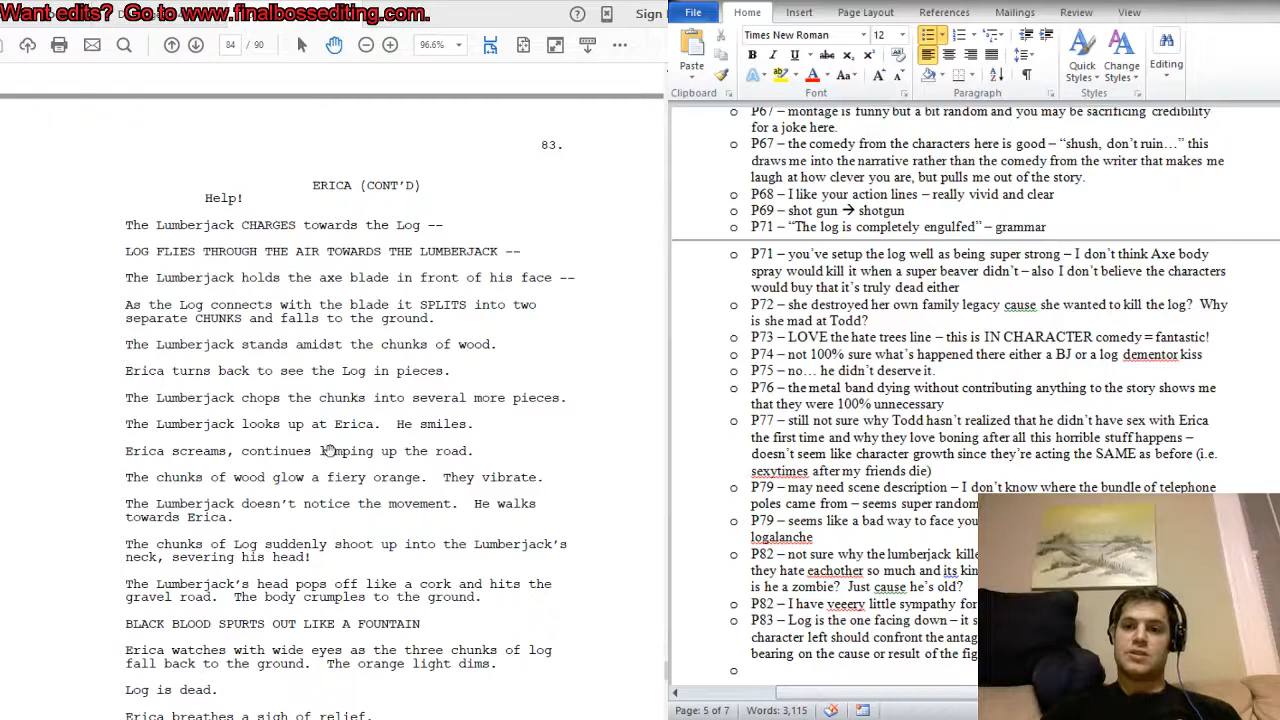 Want edits? Go to www.finalbossediting.com.
Sign
96.6%
83.
ERICA (CONT'D)
Help!
The Lumberjack CHARGES towards the Log --
LOG FLIES THROUGH THE AIR TOWARDS THE LUMBERJACK --
The Lumberjack holds the axe blade in front of his face --
As the Log connects with the blade it SPLITS into two
separate CHUNKS and falls to the ground.
The Lumberjack stands amidst the chunks of wood.
Erica turns back to see the Log in pieces.
The Lumberjack chops the chunks into several more pieces.
The Lumberjack looks up at Erica. He smiles.
Erica screams, continues limping up the road.
The chunks of wood glow a fiery orange. They vibrate.
The Lumberjack doesn't notice the movement. He walks
towards Erica.
The chunks of Log suddenly shoot up into the Lumberjack's
neck, severing his head!
The Lumberjack's head pops off like a cork and hits the
gravel road. The body crumples to the ground.
BLACK BLOOD SPURTS OUT LIKE A FOUNTAIN
Erica watches with wide eyes as the three chunks of log
fall back to the ground. The orange light dims.
Log is dead.
Erica breathes a sigh of relief.
File Home Insert Page Layout References Mailings Review View
Times New Roman 12
Paste
Quick Styles
Change Styles
Editing
Clipboard Font Paragraph Styles
o P67 – montage is funny but a bit random and you may be sacrificing credibility
for a joke here.
o P67 – the comedy from the characters here is good – “shush, don’t ruin…” this
draws me into the narrative rather than the comedy from the writer that makes me
laugh at how clever you are, but pulls me out of the story.
o P68 – I like your action lines – really vivid and clear
o P69 – shot gun → shotgun
o P71 – “The log is completely engulfed” – grammar
o P71 – you’ve setup the log well as being super strong – I don’t think Axe body
spray would kill it when a super beaver didn’t – also I don’t believe the characters
would buy that it’s truly dead either
o P72 – she destroyed her own family legacy cause she wanted to kill the log? Why
is she mad at Todd?
o P73 – LOVE the hate trees line – this is IN CHARACTER comedy = fantastic!
o P74 – not 100% sure what’s happened there either a BJ or a log dementor kiss
o P75 – no… he didn’t deserve it.
o P76 – the metal band dying without contributing anything to the story shows me
that they were 100% unnecessary
o P77 – still not sure why Todd hasn’t realized that he didn’t have sex with Erica
the first time and why they love boning after all this horrible stuff happens –
doesn’t seem like character growth since they’re acting the SAME as before (i.e.
sexytimes after my friends die)
o P79 – may need scene description – I don’t know where the bundle of telephone
poles came from – seems super random
o P79 – seems like a bad way to face you
logalanche
o P82 – not sure why the lumberjack kille
they hate eachother so much and its kin
is he a zombie? Just cause he’s old?
o P82 – I have veeery little sympathy for
o P83 – Log is the one facing down – it s
character left should confront the antag
bearing on the cause or result of the fig
o
Page: 5 of 7 Words: 3,115